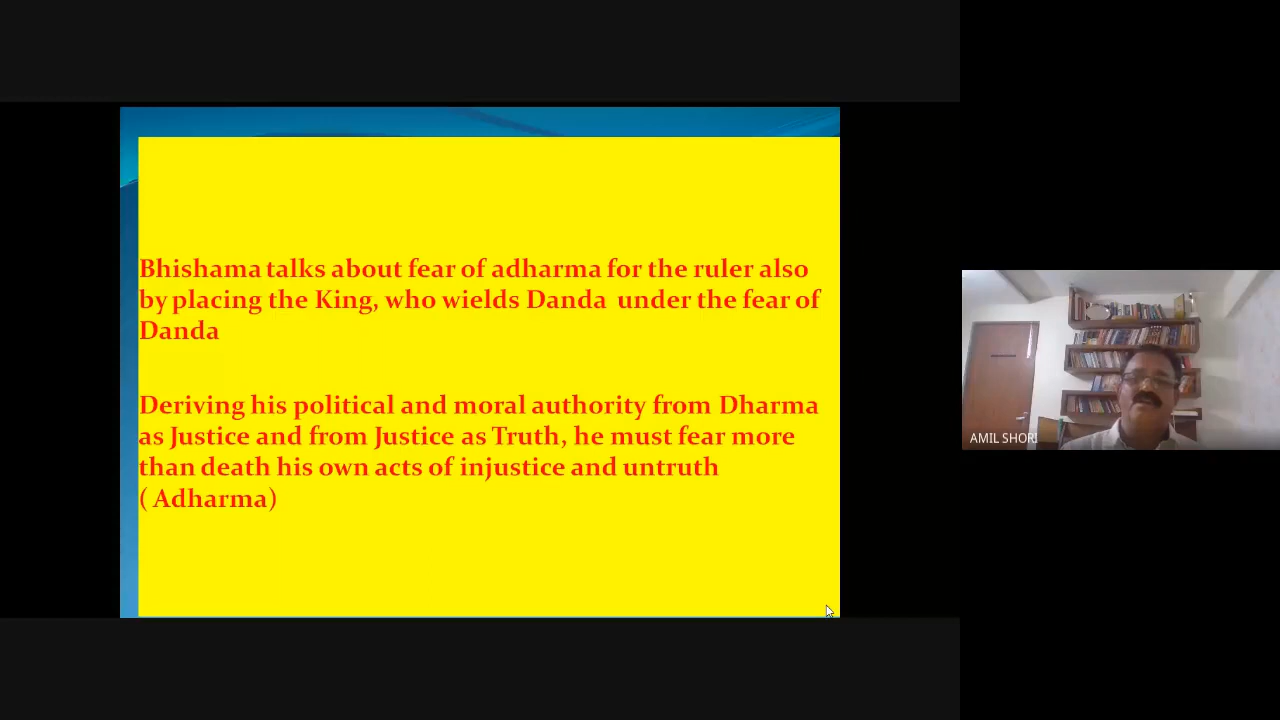 Bhishama talks about fear of adharma for the ruler also
by placing the King, who wields Danda  under the fear of
Danda
Deriving his political and moral authority from Dharma
as Justice and from Justice as Truth, he must fear more
than death his own acts of injustice and untruth
( Adharma)
AMIL SHORI